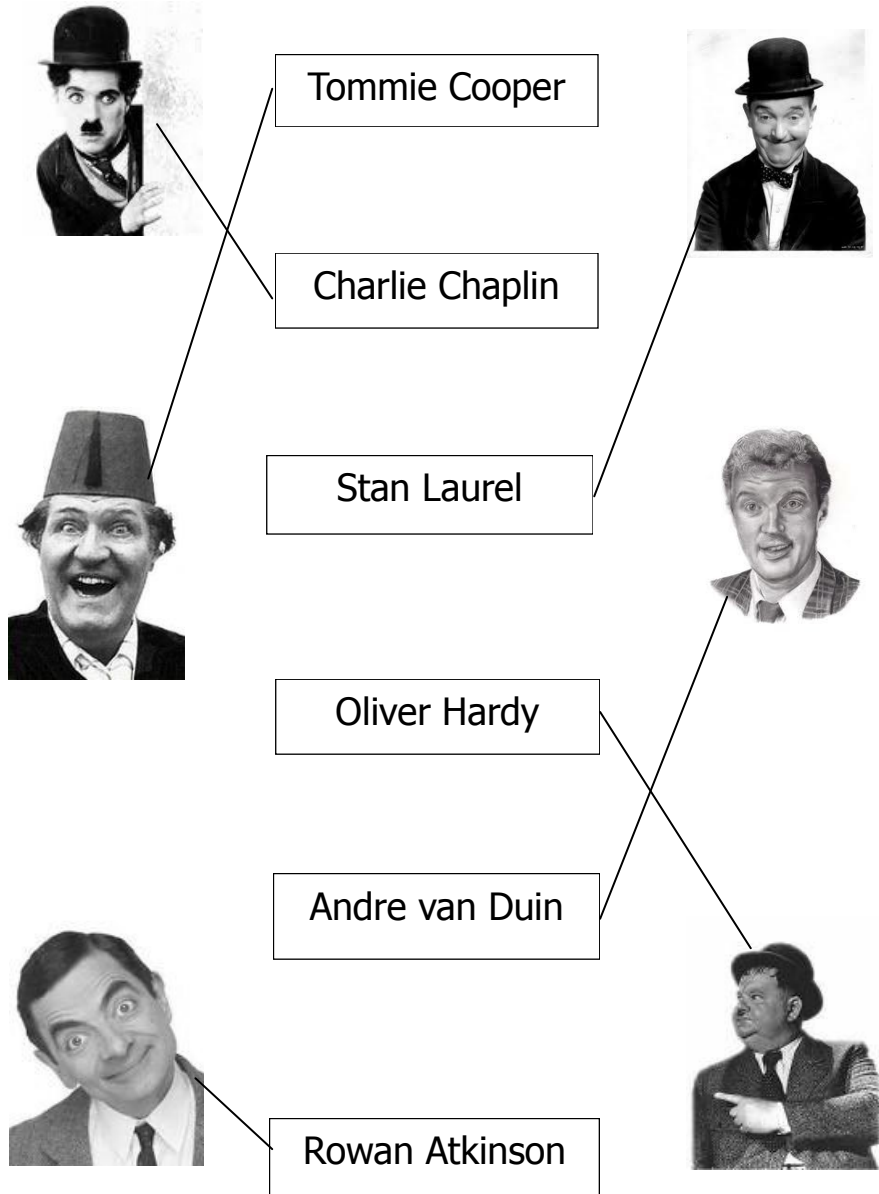 Tommie Cooper
Charlie Chaplin
Stan Laurel
Oliver Hardy
Andre van Duin
Rowan Atkinson